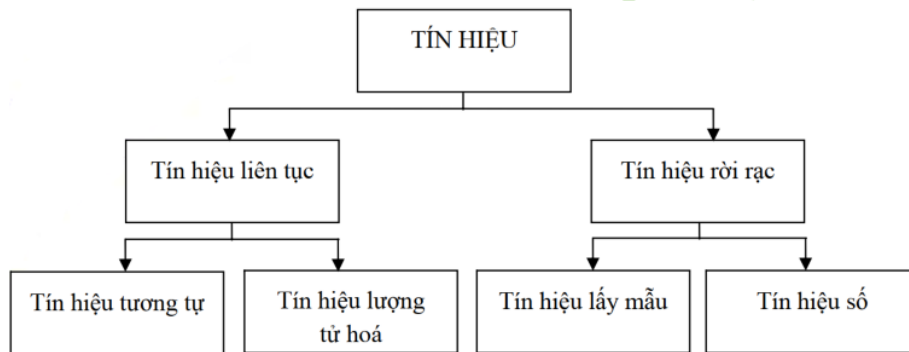 TÍN HIỆU
Tín hiệu liên tục
Tín hiệu rời rạc
Tín hiệu tương tự
Tín hiệu lượng
tử hoá
Tín hiệu lấy mẫu
Tín hiệu số